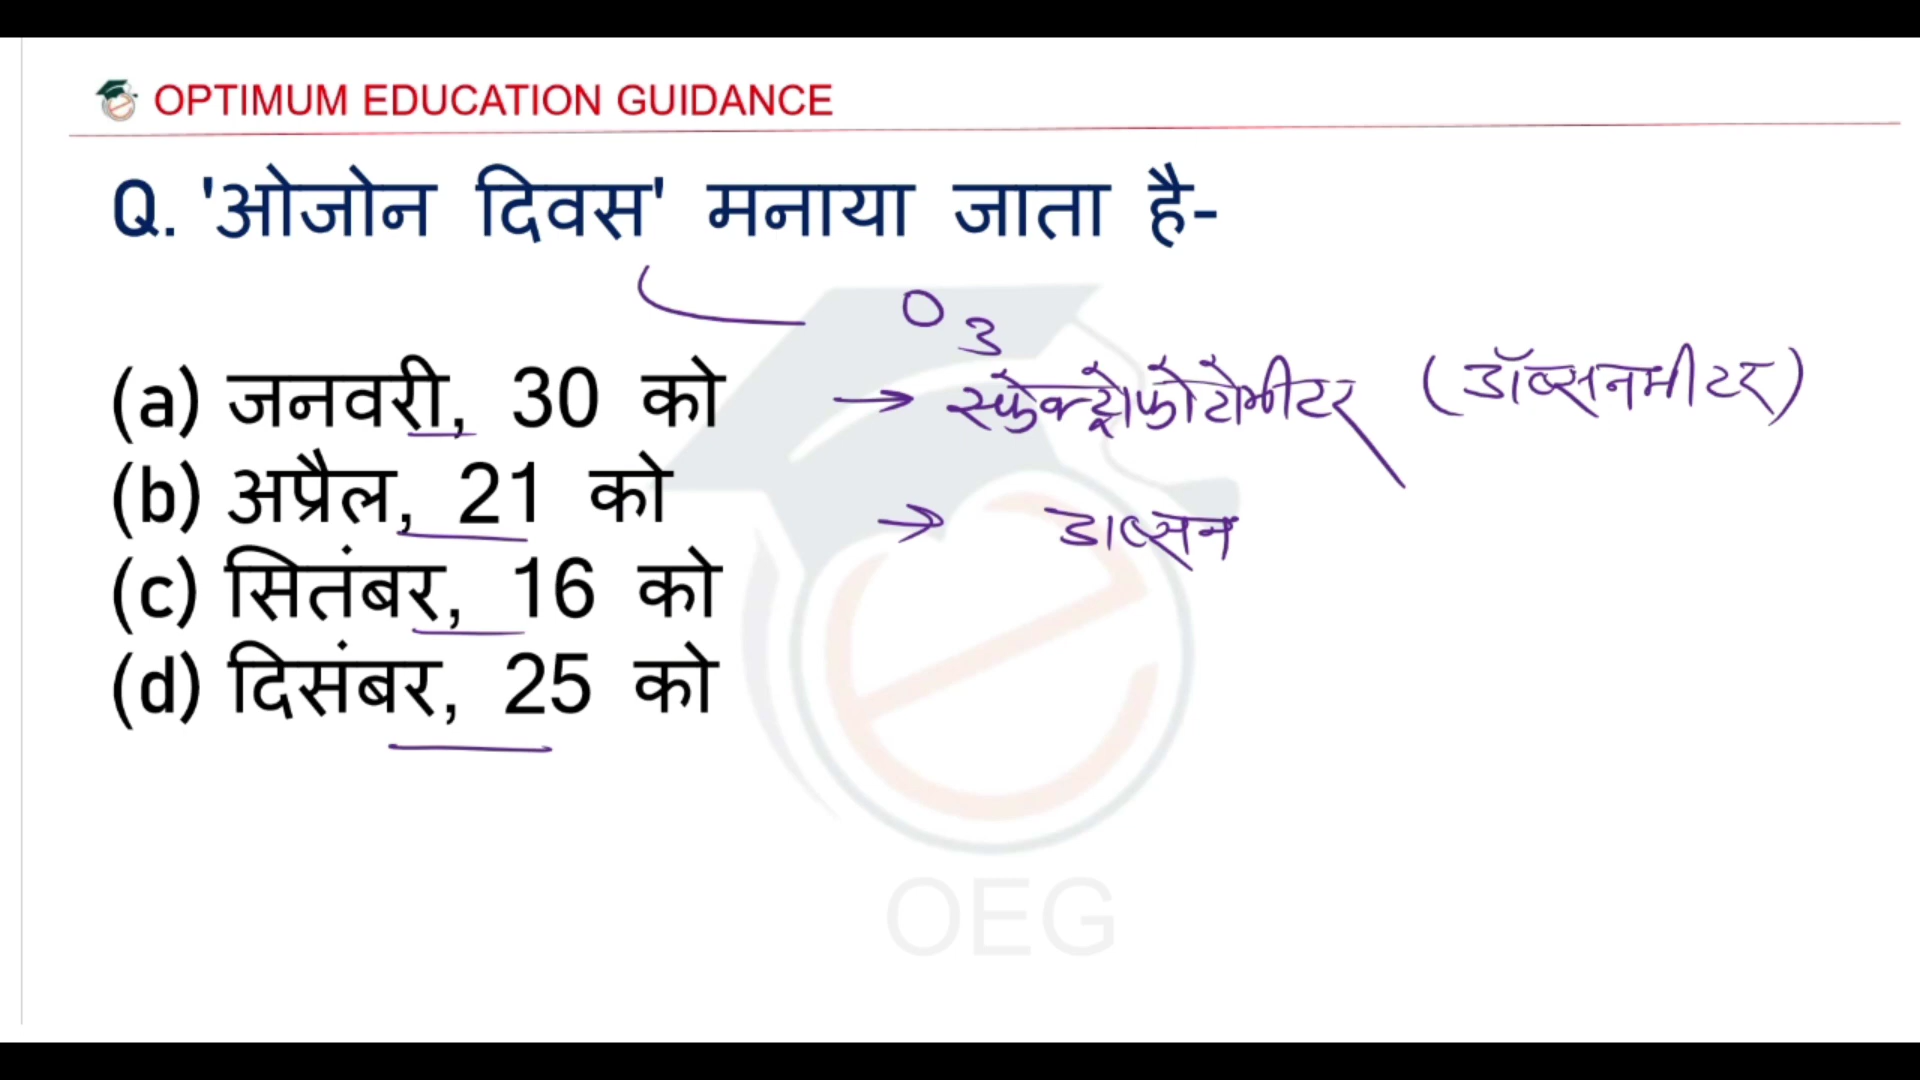 OPTIMUM EDUCATION GUIDANCE
Q. 'ओजोन दिवस' मनाया जाता है-
O3
(a) जनवरी, 30 को
→ स्पेक्ट्रोफोटोमीटर (डॉब्सनमीटर)
(b) अप्रैल, 21 को
→ डाब्सन
(c) सितंबर, 16 को
(d) दिसंबर, 25 को
OEG